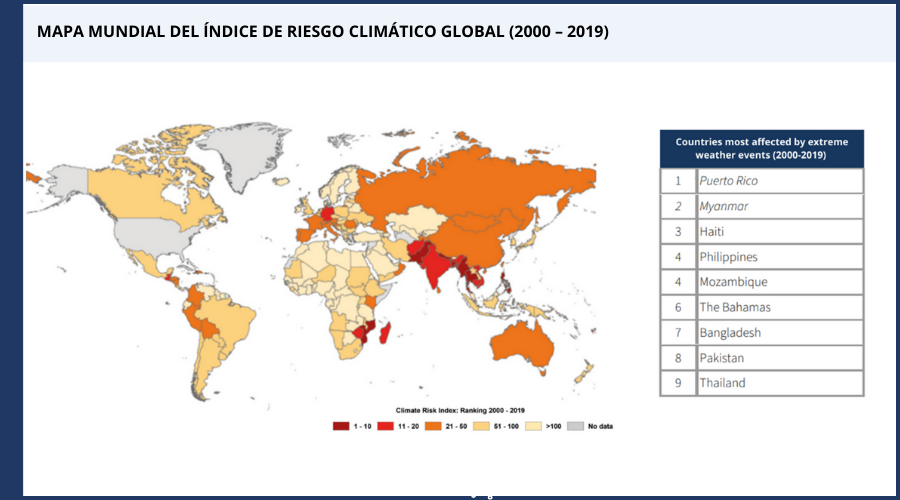 MAPA MUNDIAL DEL ÍNDICE DE RIESGO CLIMÁTICO GLOBAL (2000 – 2019)
Countries most affected by extreme
weather events (2000-2019)
1 Puerto Rico
2 Myanmar
3 Haiti
4 Philippines
4 Mozambique
6 The Bahamas
7 Bangladesh
8 Pakistan
9 Thailand
Climate Risk Index: Ranking 2000 - 2019
1 - 10 11 - 20 21 - 50 51 - 100 >100 No data